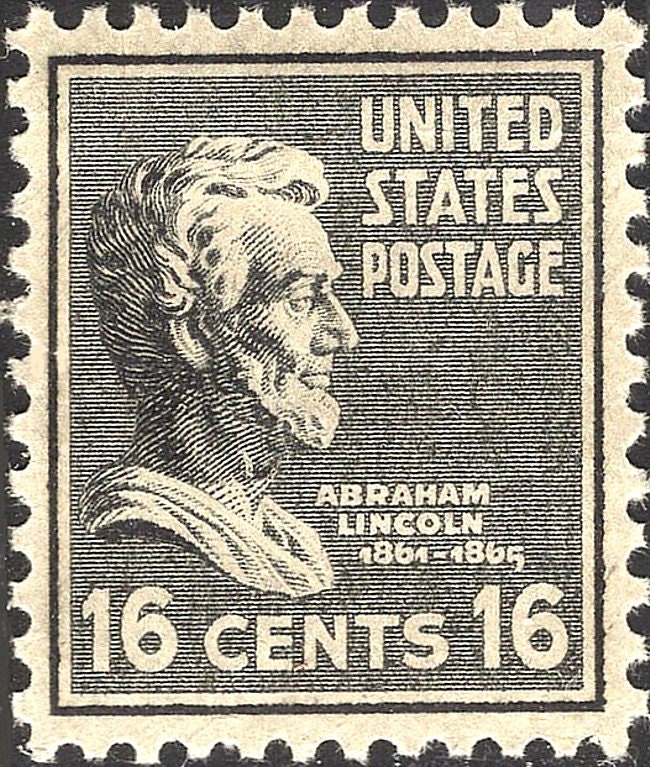 UNITED
STATES
POSTAGE
ABRAHAM
LINCOLN
1861-1865
16 CENTS 16